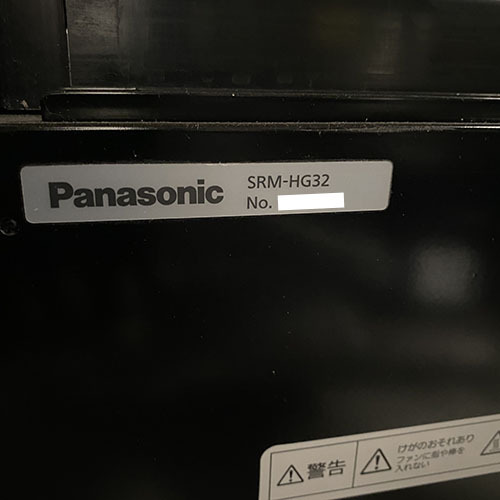 Panasonic SRM-HG32
No.
警告
けがのおそれあり
ファンに指や棒を
入れない